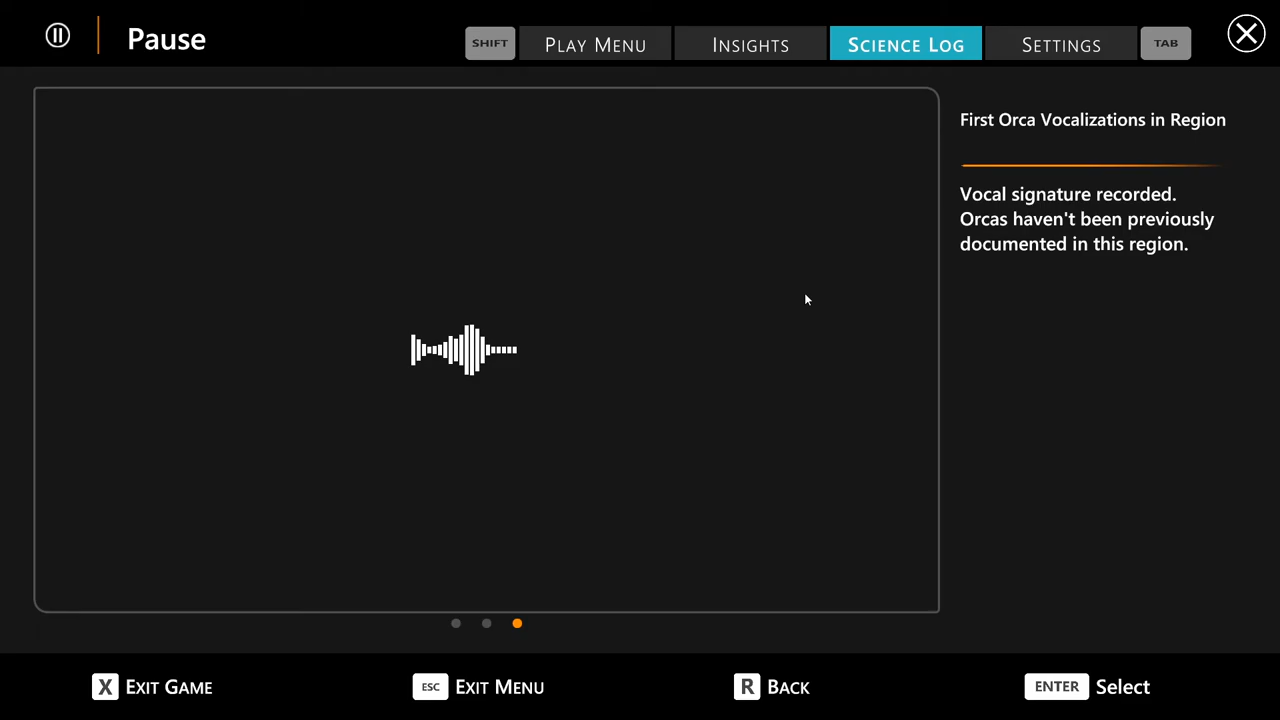 Pause
SHIFT PLAY MENU INSIGHTS SCIENCE LOG SETTINGS TAB
First Orca Vocalizations in Region
Vocal signature recorded.
Orcas haven't been previously
documented in this region.
X EXIT GAME ESC EXIT MENU R BACK ENTER Select